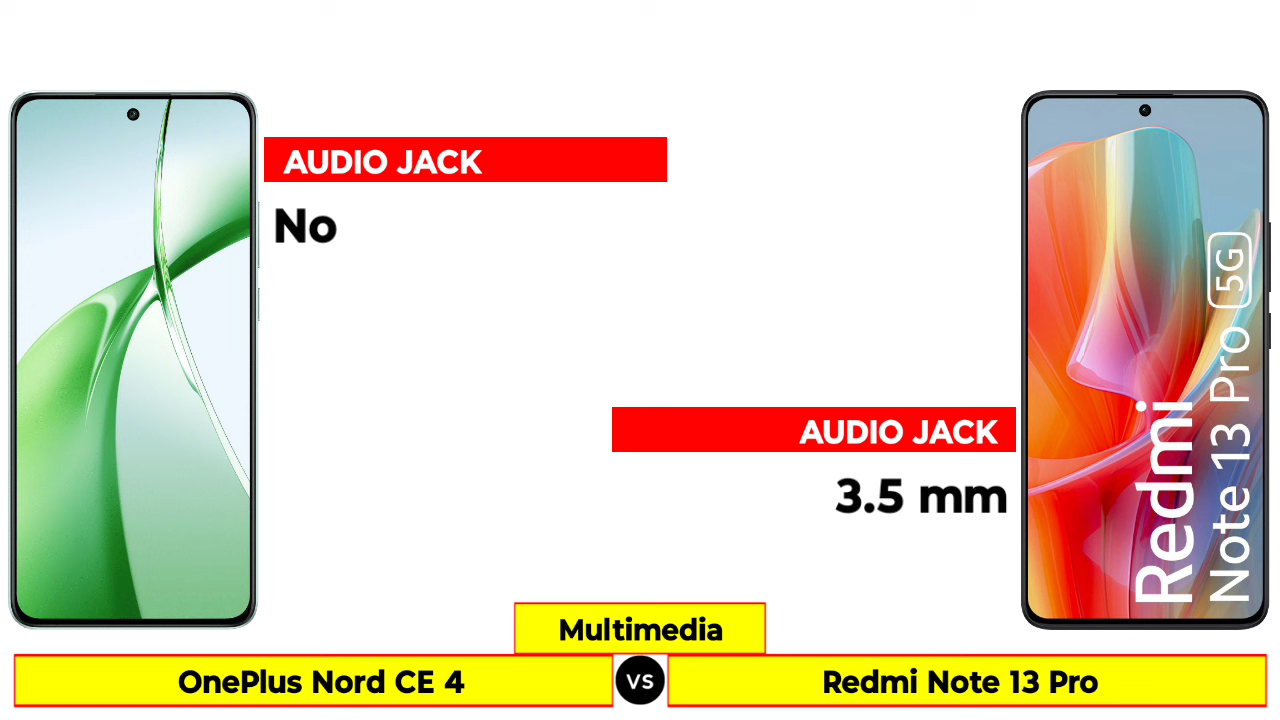 AUDIO JACK
No
AUDIO JACK
3.5 mm
Redmi
Note 13 Pro 5G
Multimedia
OnePlus Nord CE 4
VS
Redmi Note 13 Pro